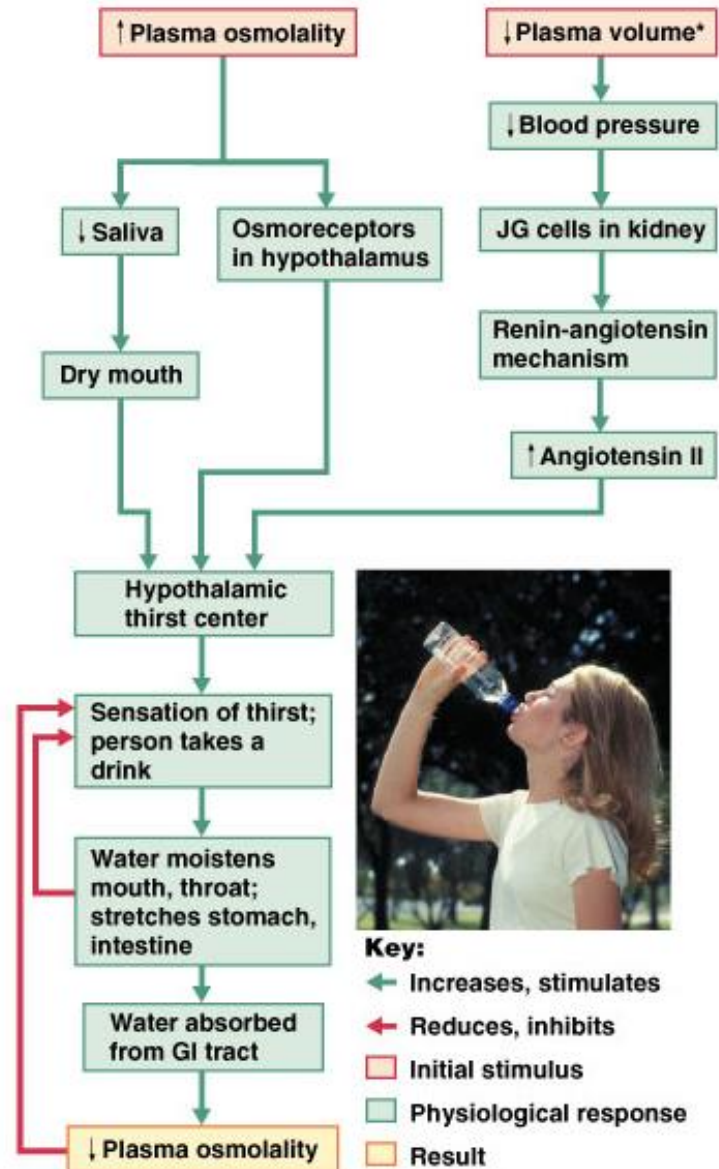 ↑ Plasma osmolality
↓ Plasma volume*
↓ Blood pressure
↓ Saliva
Osmoreceptors
in hypothalamus
JG cells in kidney
Dry mouth
Renin-angiotensin
mechanism
↑ Angiotensin II
Hypothalamic
thirst center
Sensation of thirst;
person takes a
drink
Water moistens
mouth, throat;
stretches stomach,
intestine
Water absorbed
from GI tract
↓ Plasma osmolality
Key:
Increases, stimulates
Reduces, inhibits
Initial stimulus
Physiological response
Result